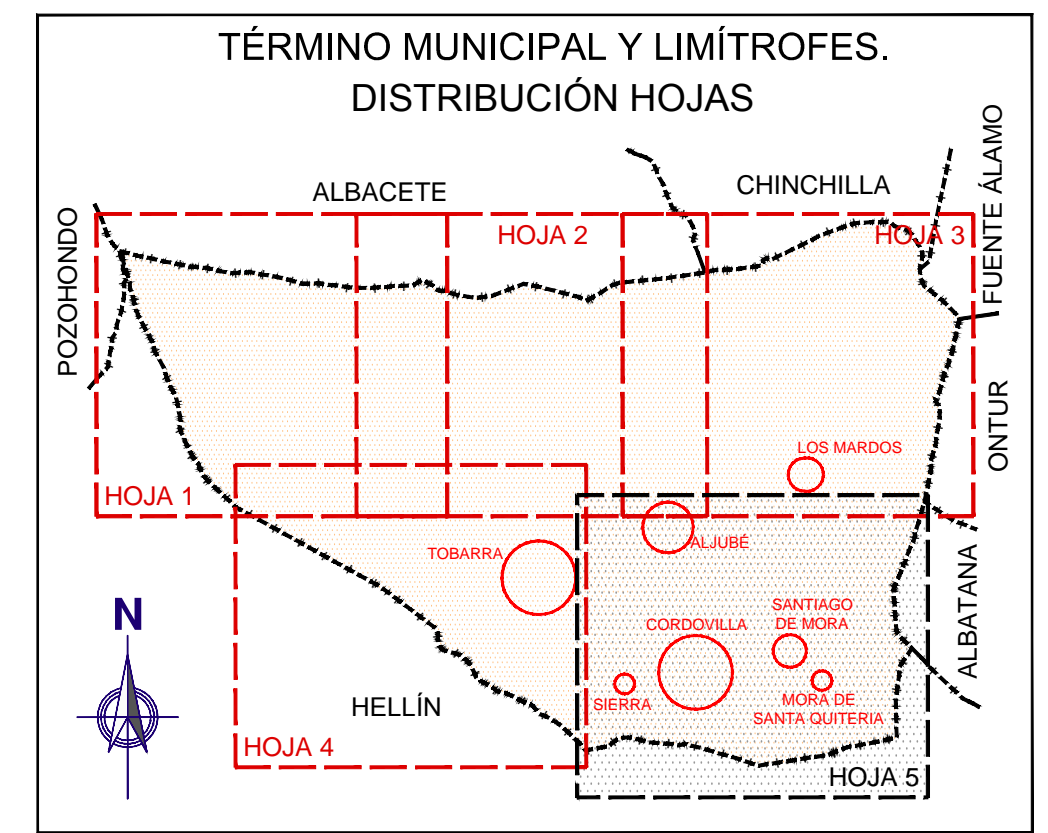 TÉRMINO MUNICIPAL Y LIMÍTROFES.
DISTRIBUCIÓN HOJAS
ALBACETE
CHINCHILLA
FUENTE ÁLAMO
POZOHONDO
HOJA 2
HOJA 3
ONTUR
LOS MARDOS
HOJA 1
TOBARRA
ALJUBÉ
ALBATANA
SANTIAGO
DE MORA
CORDOVILLA
N
SIERRA
MORA DE
SANTA QUITERIA
HELLÍN
HOJA 4
HOJA 5